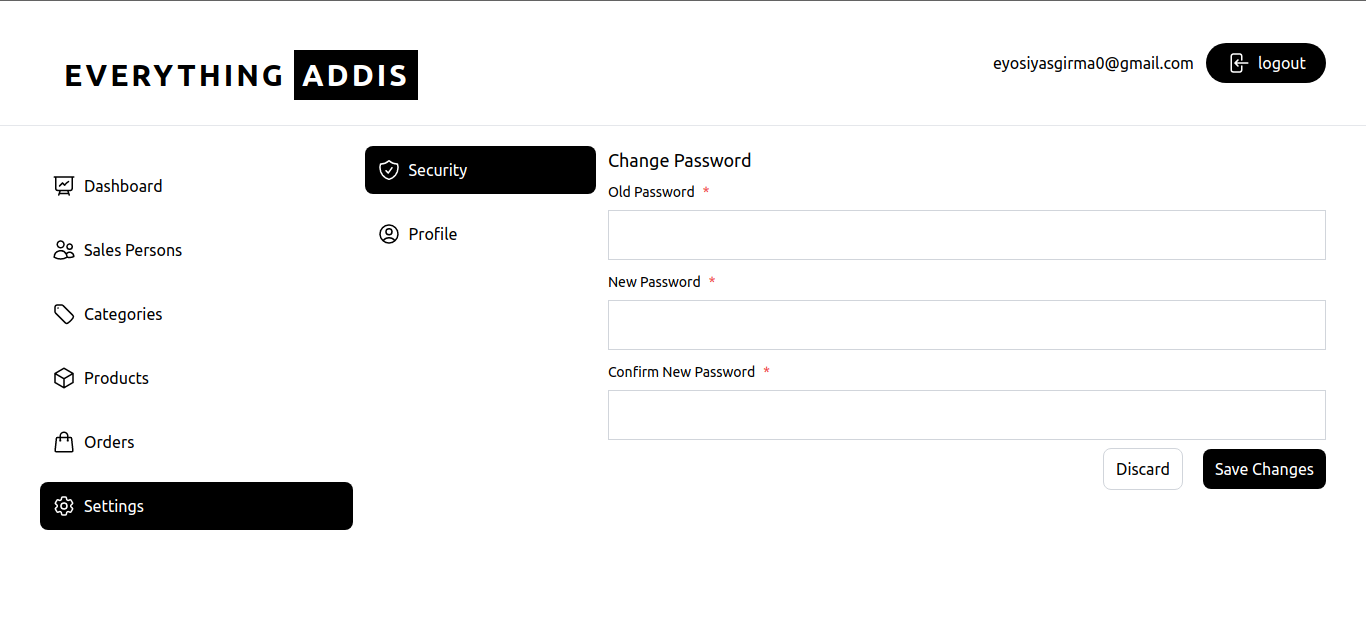 EVERYTHING ADDIS
eyosiyasgirma0@gmail.com
logout
Dashboard
Sales Persons
Categories
Products
Orders
Settings
Security
Profile
Change Password
Old Password *
New Password *
Confirm New Password *
Discard
Save Changes